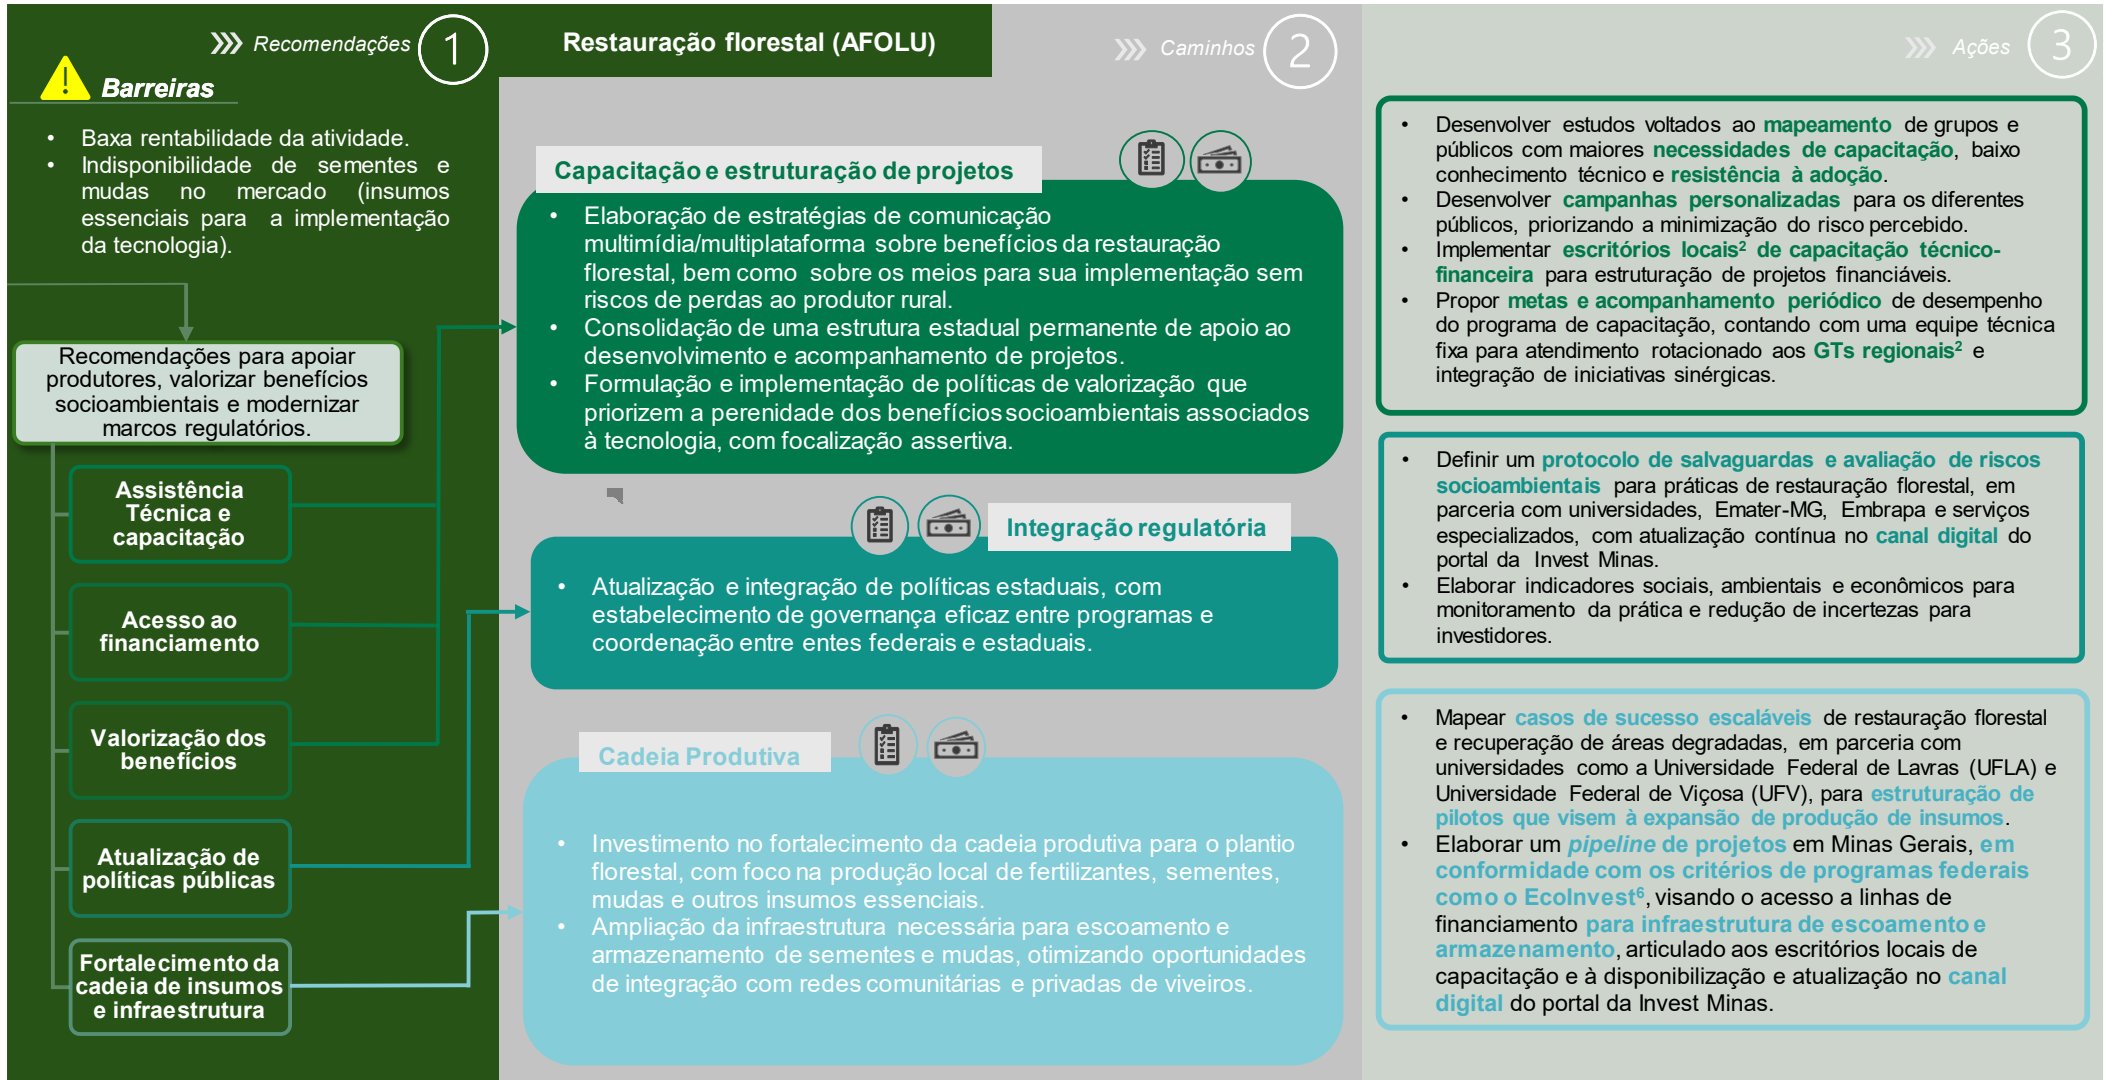 Recomendações 1
Barreiras
• Baixa rentabilidade da atividade.
• Indisponibilidade de sementes e
mudas no mercado (insumos
essenciais para a implementação
da tecnologia).
Recomendações para apoiar
produtores, valorizar benefícios
socioambientais e modernizar
marcos regulatórios.
Assistência
Técnica e
capacitação
Acesso ao
financiamento
Valorização dos
benefícios
Atualização de
políticas públicas
Fortalecimento da
cadeia de insumos
e infraestrutura
Restauração florestal (AFOLU)
Caminhos 2
Capacitação e estruturação de projetos
• Elaboração de estratégias de comunicação
multimídia/multiplataforma sobre benefícios da restauração
florestal, bem como sobre os meios para sua implementação sem
riscos de perdas ao produtor rural.
• Consolidação de uma estrutura estadual permanente de apoio ao
desenvolvimento e acompanhamento de projetos.
• Formulação e implementação de políticas de valorização que
priorizem a perenidade dos benefícios socioambientais associados
à tecnologia, com focalização assertiva.
Integração regulatória
• Atualização e integração de políticas estaduais, com
estabelecimento de governança eficaz entre programas e
coordenação entre entes federais e estaduais.
Cadeia Produtiva
• Investimento no fortalecimento da cadeia produtiva para o plantio
florestal, com foco na produção local de fertilizantes, sementes,
mudas e outros insumos essenciais.
• Ampliação da infraestrutura necessária para escoamento e
armazenamento de sementes e mudas, otimizando oportunidades
de integração com redes comunitárias e privadas de viveiros.
Ações 3
• Desenvolver estudos voltados ao mapeamento de grupos e
públicos com maiores necessidades de capacitação, baixo
conhecimento técnico e resistência à adoção.
• Desenvolver campanhas personalizadas para os diferentes
públicos, priorizando a minimização do risco percebido.
• Implementar escritórios locais² de capacitação técnico-
financeira para estruturação de projetos financiáveis.
• Propor metas e acompanhamento periódico de desempenho
do programa de capacitação, contando com uma equipe técnica
fixa para atendimento rotacionado aos GTs regionais² e
integração de iniciativas sinérgicas.
• Definir um protocolo de salvaguardas e avaliação de riscos
socioambientais para práticas de restauração florestal, em
parceria com universidades, Emater-MG, Embrapa e serviços
especializados, com atualização contínua no canal digital do
portal da Invest Minas.
• Elaborar indicadores sociais, ambientais e econômicos para
monitoramento da prática e redução de incertezas para
investidores.
• Mapear casos de sucesso escaláveis de restauração florestal
e recuperação de áreas degradadas, em parceria com
universidades como a Universidade Federal de Lavras (UFLA) e
Universidade Federal de Viçosa (UFV), para estruturação de
pilotos que visem à expansão de produção de insumos.
• Elaborar um pipeline de projetos em Minas Gerais, em
conformidade com os critérios de programas federais
como o EcoInvest⁶, visando o acesso a linhas de
financiamento para infraestrutura de escoamento e
armazenamento, articulado aos escritórios locais de
capacitação e à disponibilização e atualização no canal
digital do portal da Invest Minas.